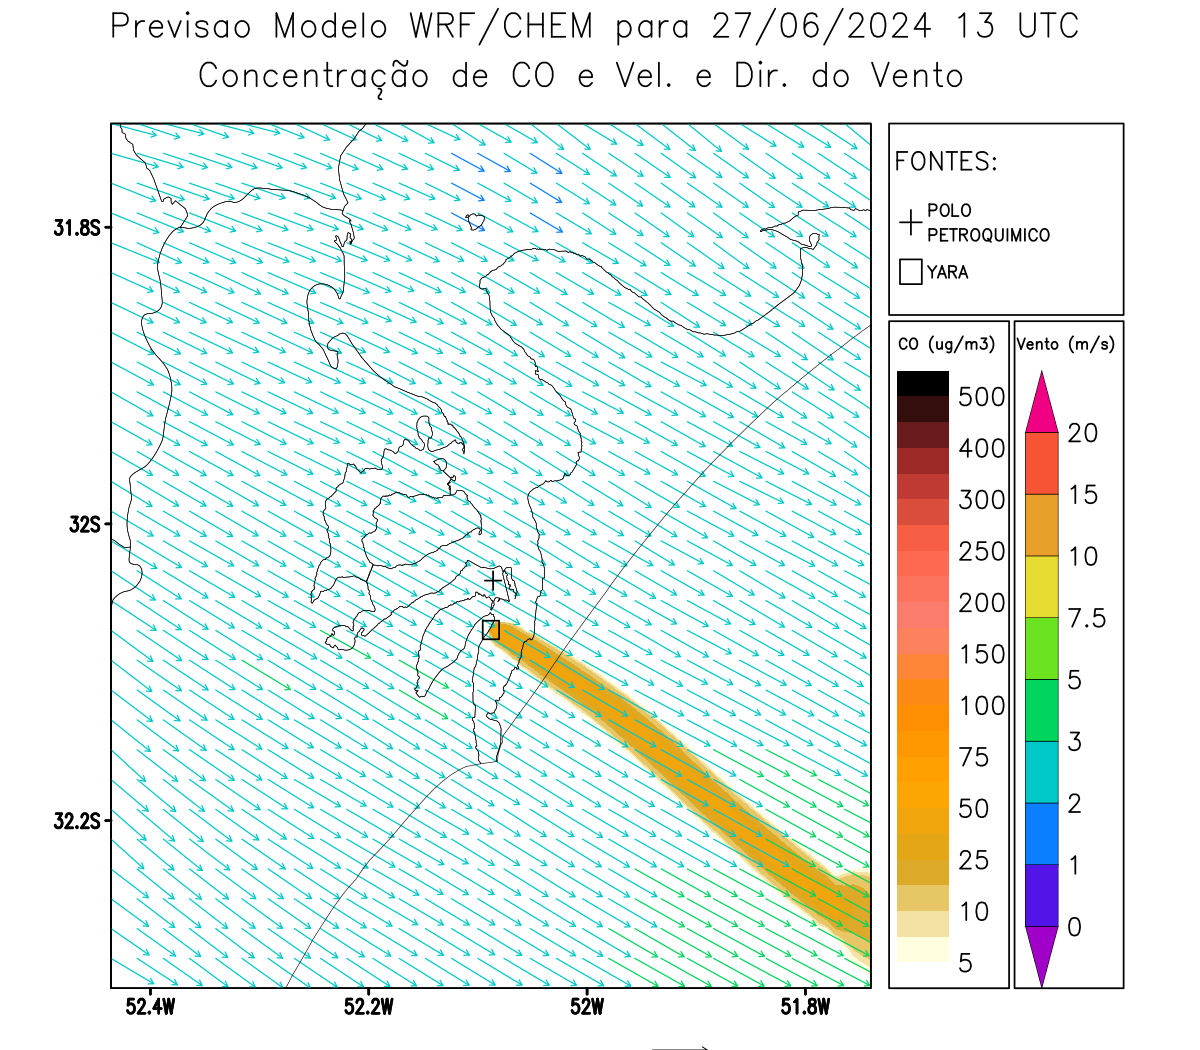 Previsao Modelo WRF/CHEM para 27/06/2024 13 UTC
Concentração de CO e Vel. e Dir. do Vento
FONTES:
POLO
PETROQUIMICO
YARA
CO (ug/m3)
500
400
300
250
200
150
100
75
50
25
10
5
Vento (m/s)
20
15
10
7.5
5
3
2
1
0
31.8S
32S
32.2S
52.4W
52.2W
52W
51.8W